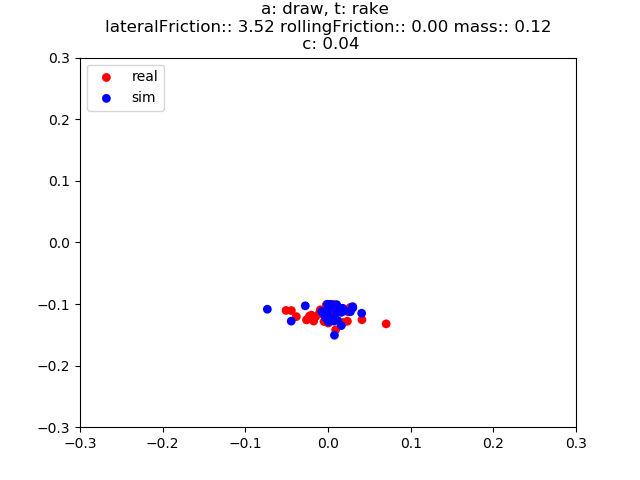 a: draw, t: rake
lateralFriction:: 3.52 rollingFriction:: 0.00 mass:: 0.12
c: 0.04
real
sim
0.3
0.2
0.1
0.0
−0.1
−0.2
−0.3
−0.3 −0.2 −0.1 0.0 0.1 0.2 0.3